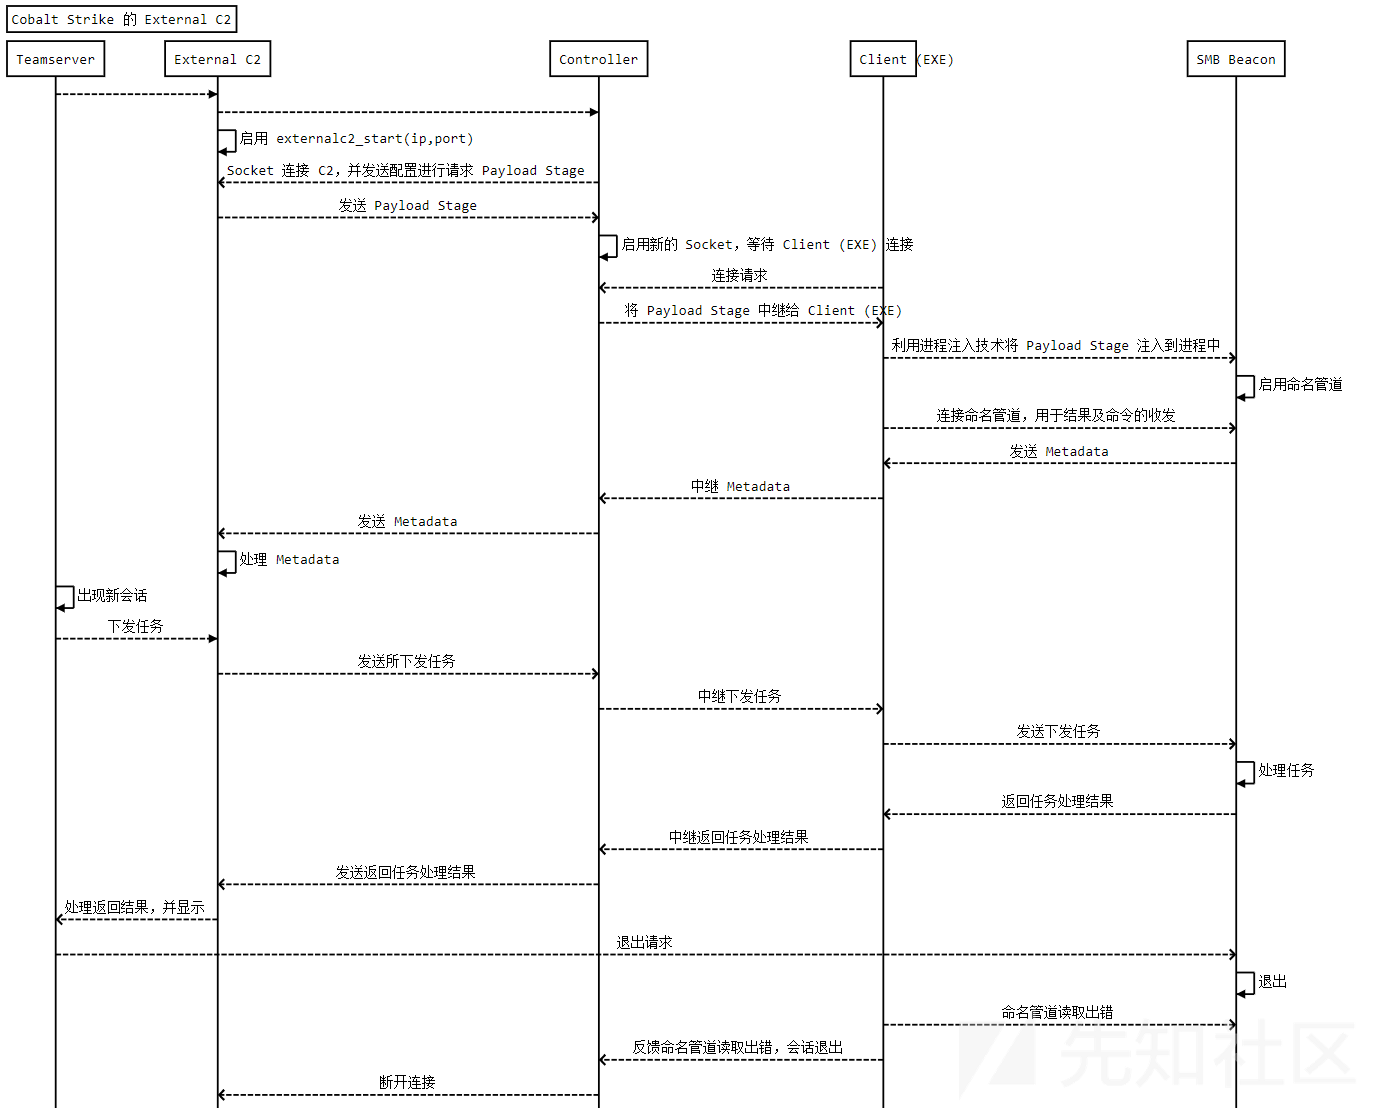 Cobalt Strike 的 External C2
Teamserver
External C2
Controller
Client (EXE)
SMB Beacon
启用 externalc2_start(ip,port)
Socket 连接 C2，并发送配置进行请求 Payload Stage
发送 Payload Stage
启用新的 Socket，等待 Client (EXE) 连接
连接请求
将 Payload Stage 中继给 Client (EXE)
利用进程注入技术将 Payload Stage 注入到进程中
启用命名管道
连接命名管道，用于结果及命令的收发
发送 Metadata
中继 Metadata
发送 Metadata
处理 Metadata
出现新会话
下发任务
发送所下发任务
中继下发任务
发送下发任务
处理任务
返回任务处理结果
中继返回任务处理结果
发送返回任务处理结果
处理返回结果，并显示
退出请求
退出
命名管道读取出错
反馈命名管道读取出错，会话退出
断开连接
先知社区